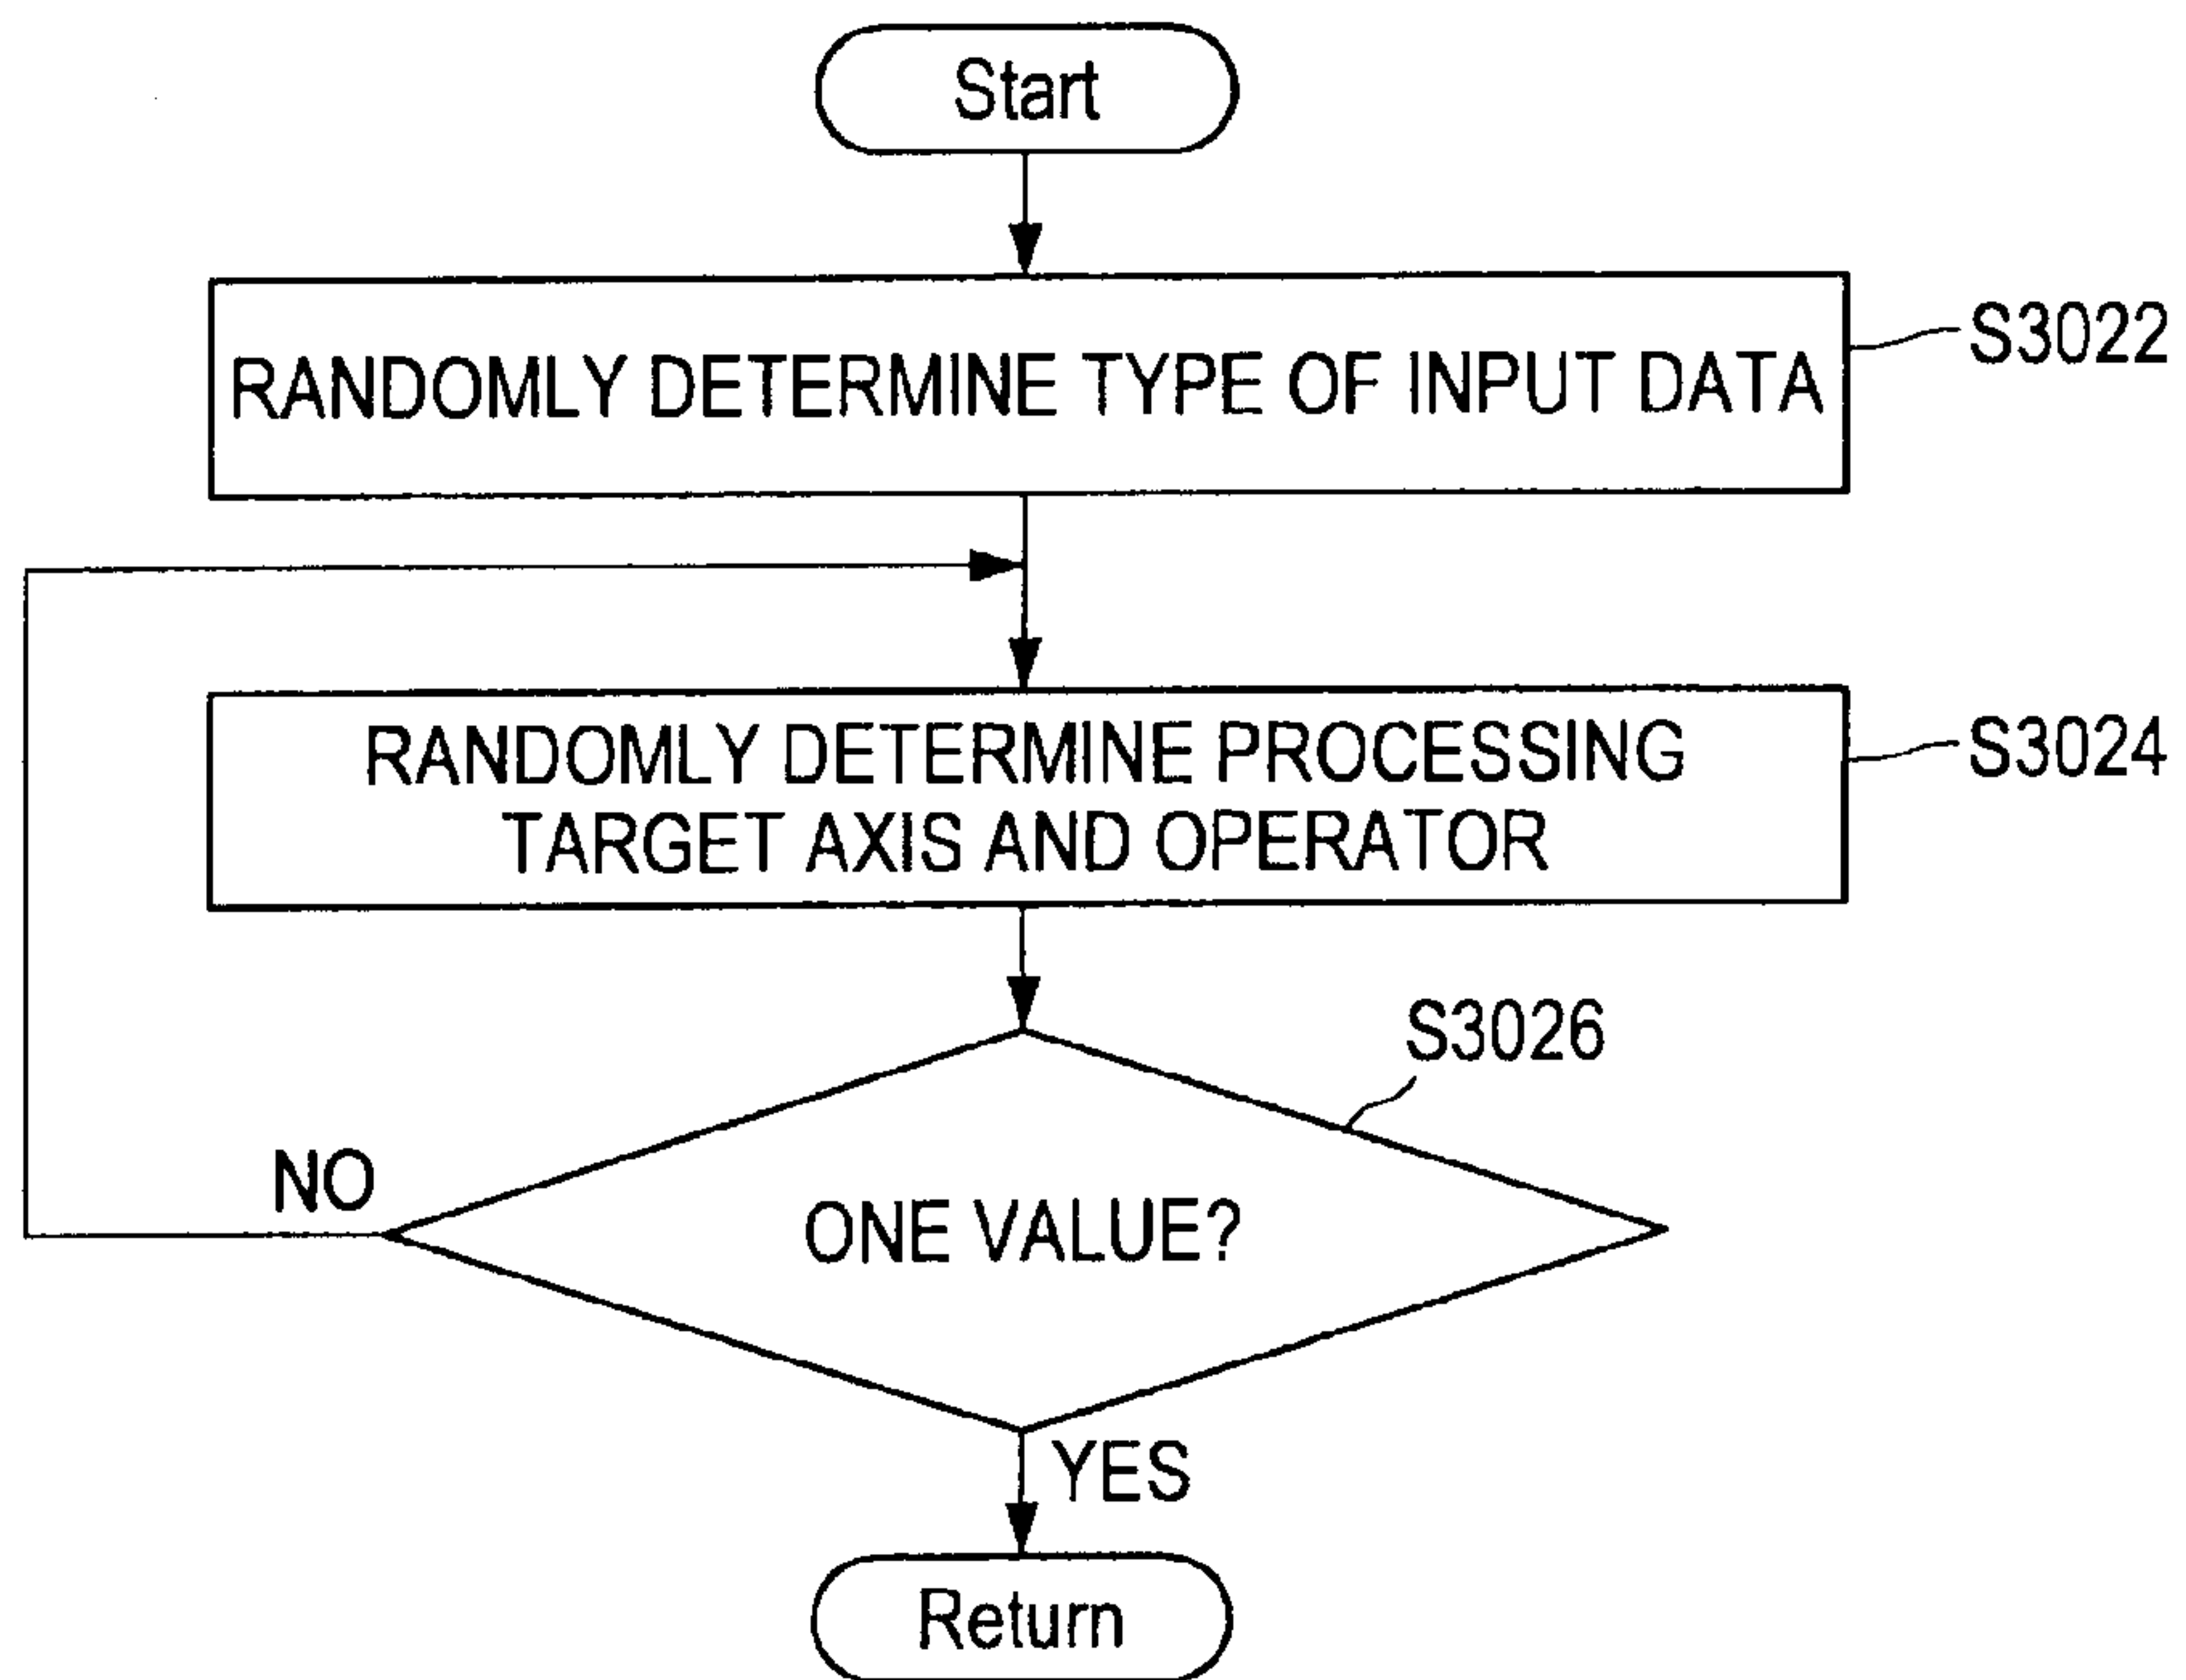 Start
RANDOMLY DETERMINE TYPE OF INPUT DATA
S3022
RANDOMLY DETERMINE PROCESSING
TARGET AXIS AND OPERATOR
S3024
S3026
NO
ONE VALUE?
YES
Return